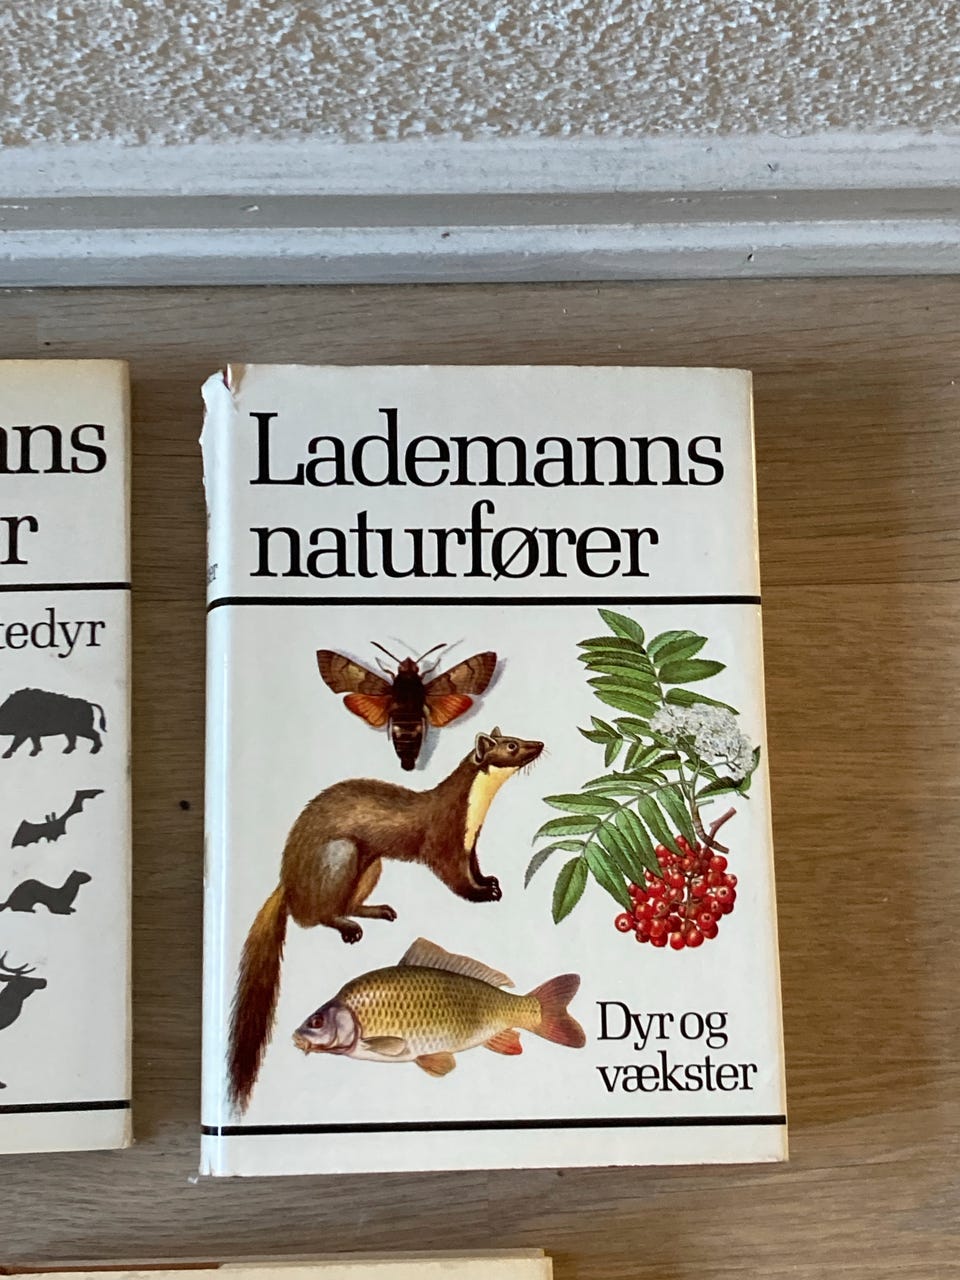 Lademanns
naturfører
Dyr og
vækster